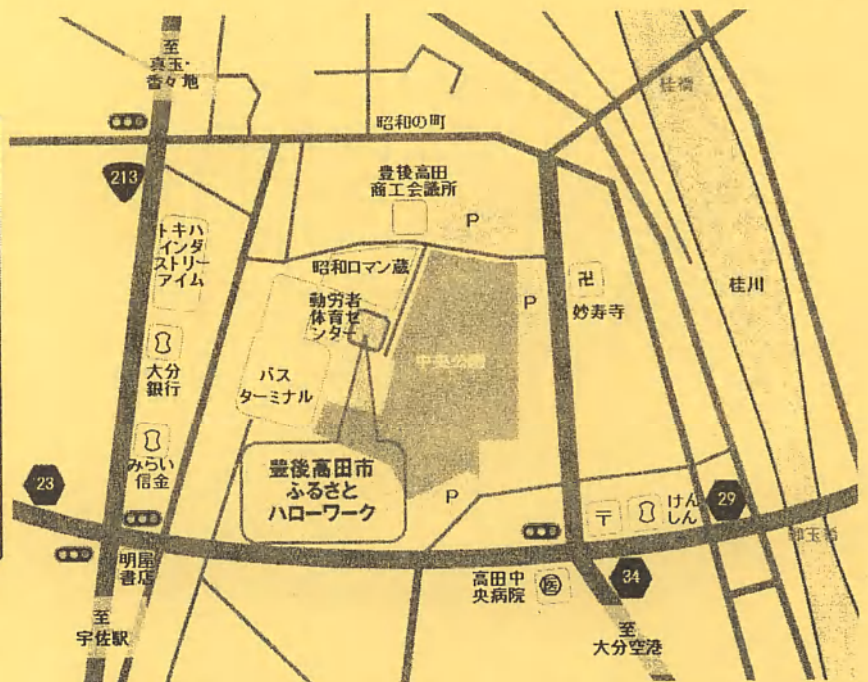 至
真玉・
香々地
桂橋
昭和の町
213
豊後高田
商工会議所
P
トキハ
インダ
ストリー
アイム
昭和ロマン蔵
勤労者
体育セ
ンター
P
卍
妙寿寺
桂川
中央公園
大分
銀行
バス
ターミナル
みらい
信金
豊後高田市
ふるさと
ハローワーク
23
P
〒
けん
しん
29
御玉橋
明屋
書店
高田中
央病院
医
34
至
宇佐駅
至
大分空港